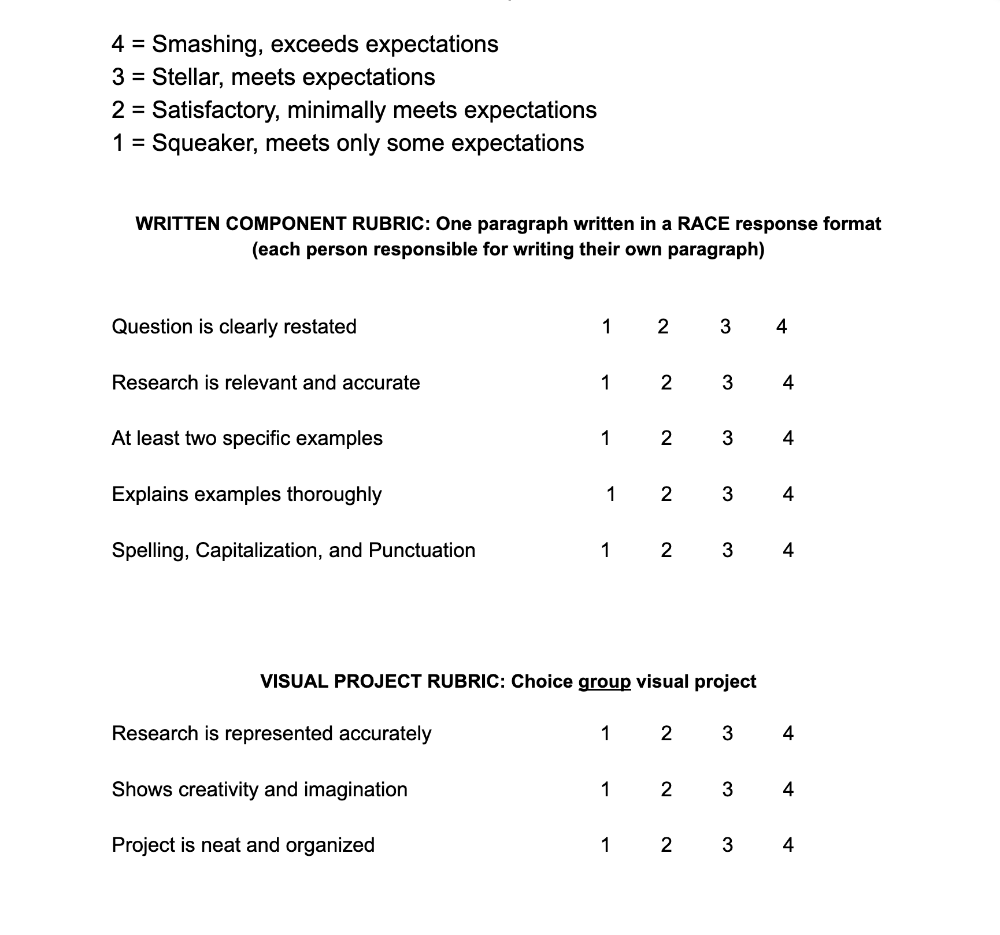 4 = Smashing, exceeds expectations
3 = Stellar, meets expectations
2 = Satisfactory, minimally meets expectations
1 = Squeaker, meets only some expectations
WRITTEN COMPONENT RUBRIC: One paragraph written in a RACE response format
(each person responsible for writing their own paragraph)
Question is clearly restated 1 2 3 4
Research is relevant and accurate 1 2 3 4
At least two specific examples 1 2 3 4
Explains examples thoroughly 1 2 3 4
Spelling, Capitalization, and Punctuation 1 2 3 4
VISUAL PROJECT RUBRIC: Choice group visual project
Research is represented accurately 1 2 3 4
Shows creativity and imagination 1 2 3 4
Project is neat and organized 1 2 3 4